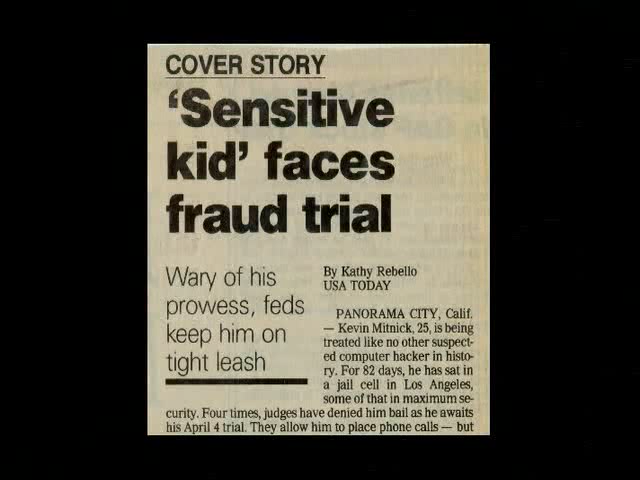 COVER STORY
‘Sensitive
kid’ faces
fraud trial
Wary of his
prowess, feds
keep him on
tight leash
By Kathy Rebello
USA TODAY
PANORAMA CITY, Calif.
— Kevin Mitnick, 25, is being
treated like no other suspect-
ed computer hacker in histo-
ry. For 82 days, he has sat in
a jail cell in Los Angeles,
some of that in maximum se-
curity. Four times, judges have denied him bail as he awaits
his April 4 trial. They allow him to place phone calls — but